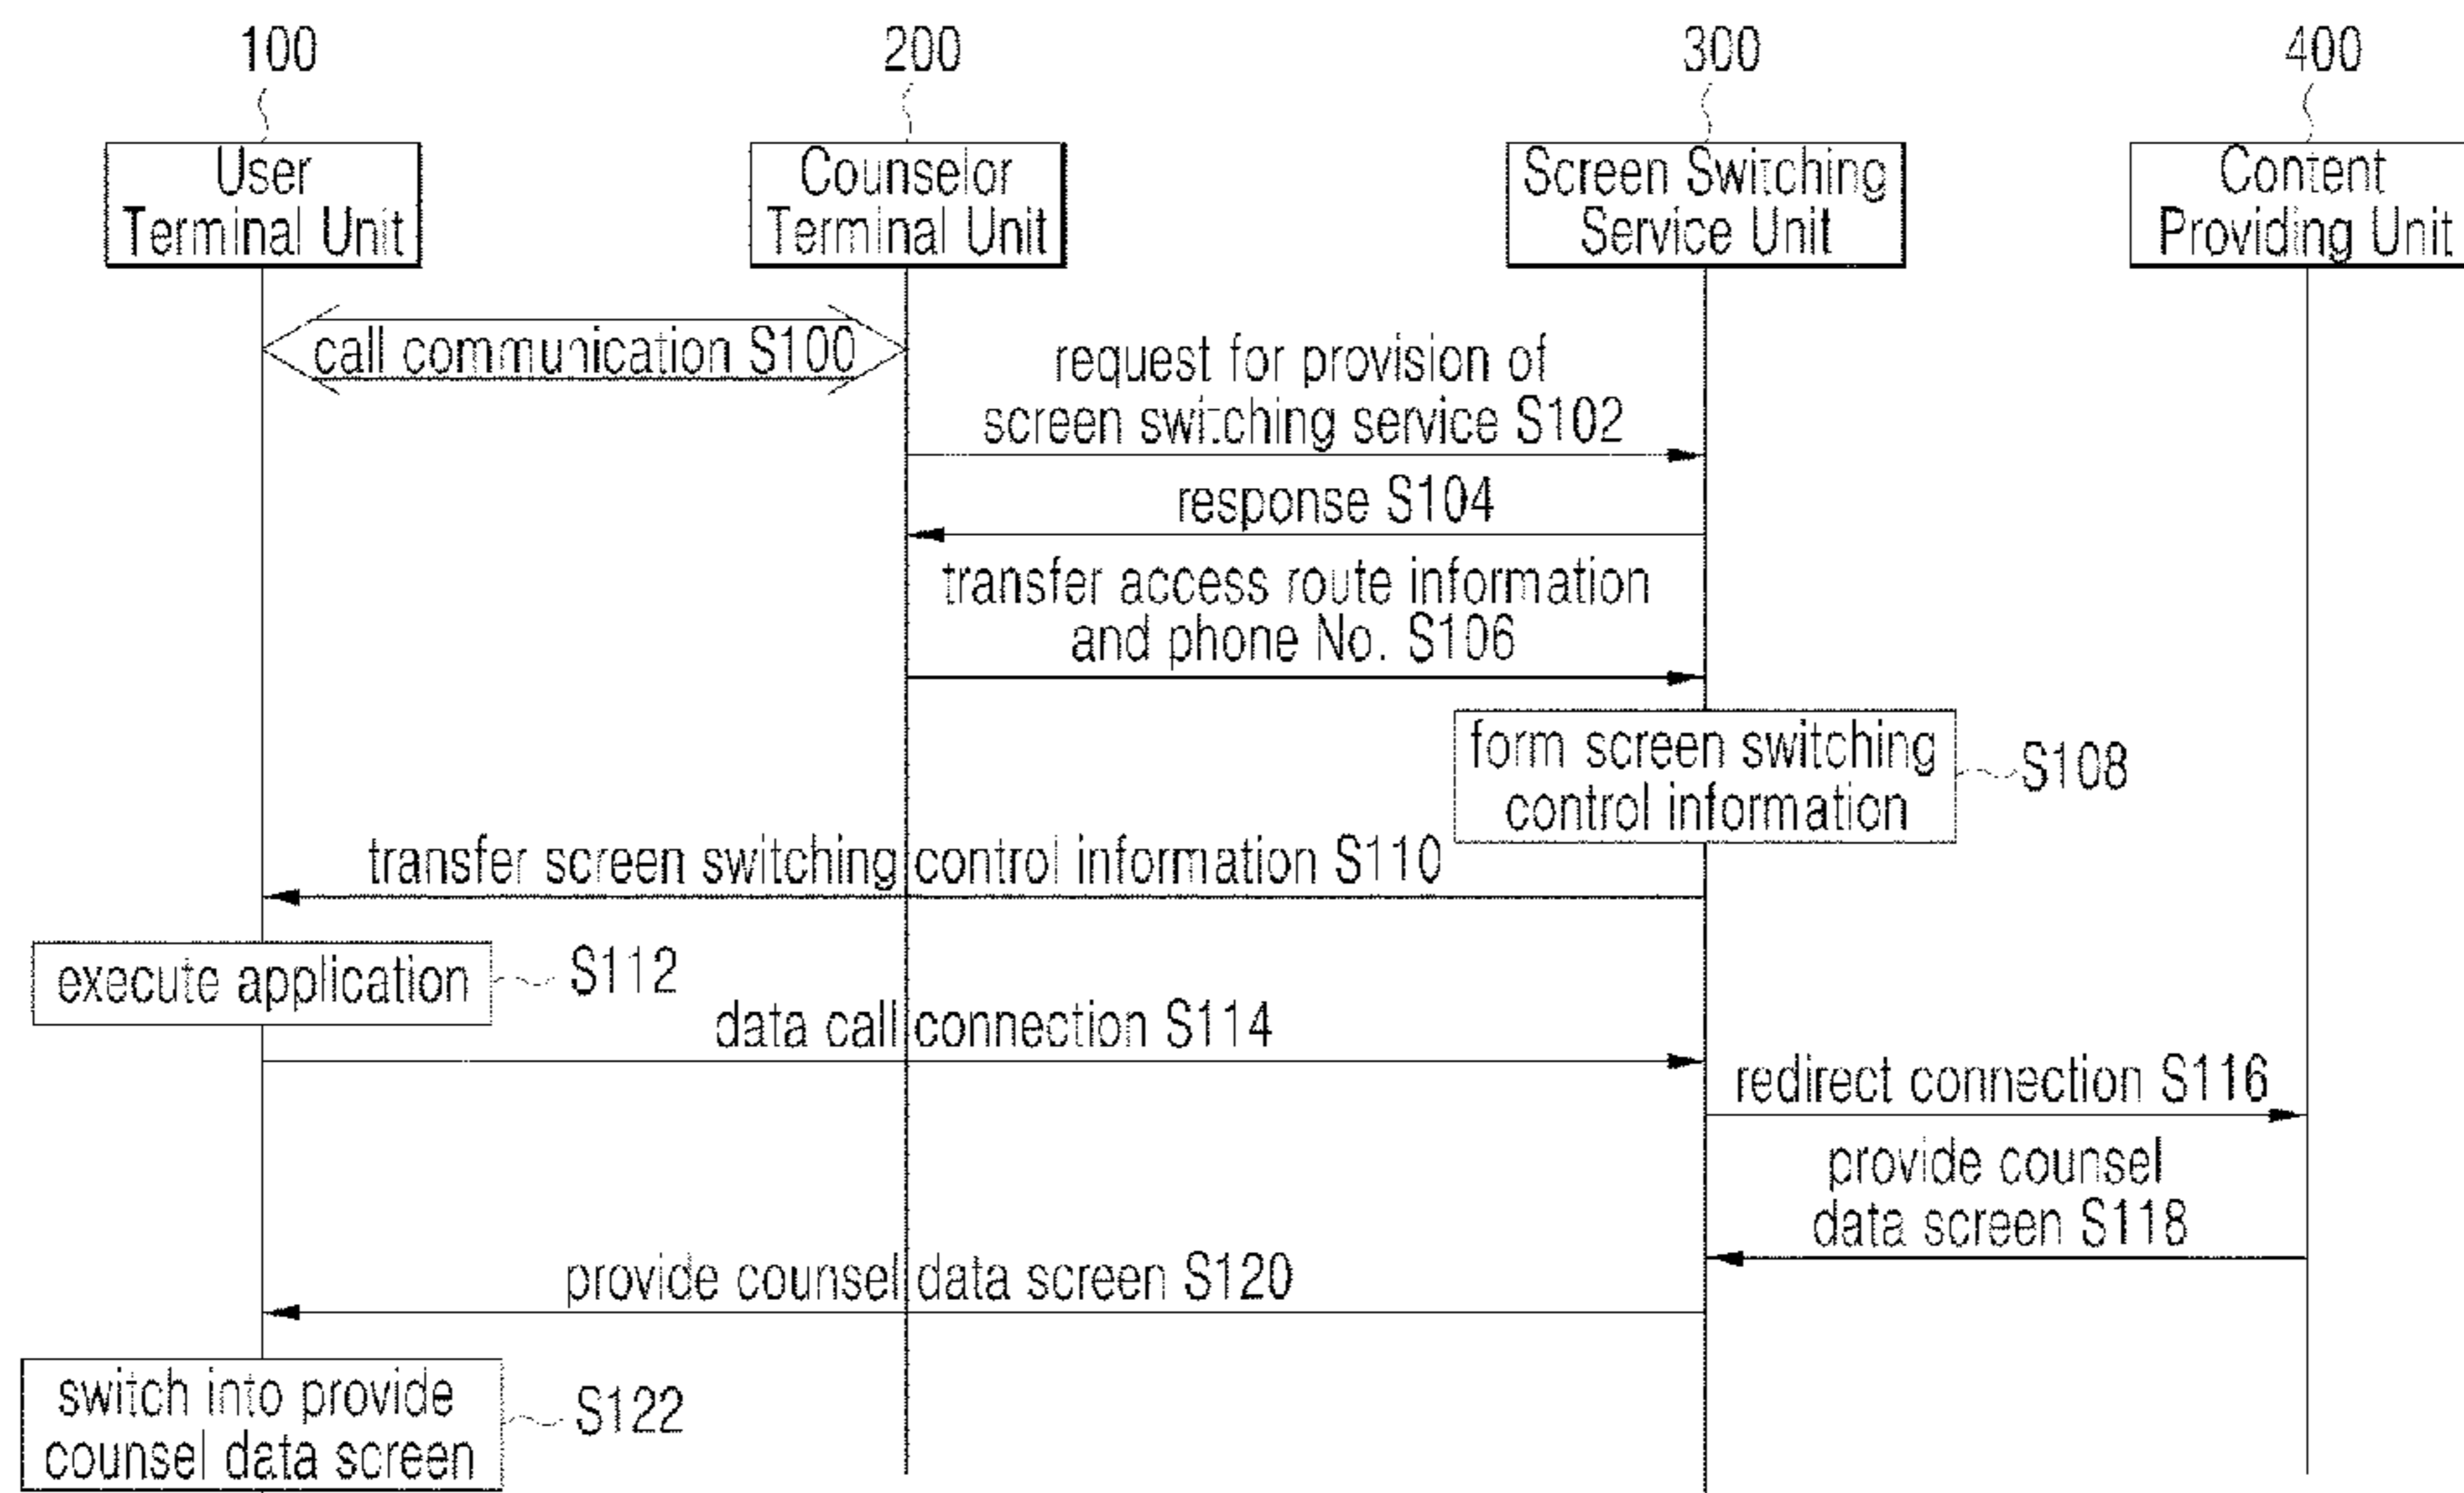 100
200
300
400
User
Terminal Unit
Counselor
Terminal Unit
Screen Switching
Service Unit
Content
Providing Unit
call communication S100
request for provision of
screen switching service S102
response S104
transfer access route information
and phone No. S106
form screen switching
control information
S108
transfer screen switching control information S110
execute application
S112
data call connection S114
redirect connection S116
provide counsel
data screen S118
provide counsel data screen S120
switch into provide
counsel data screen
S122